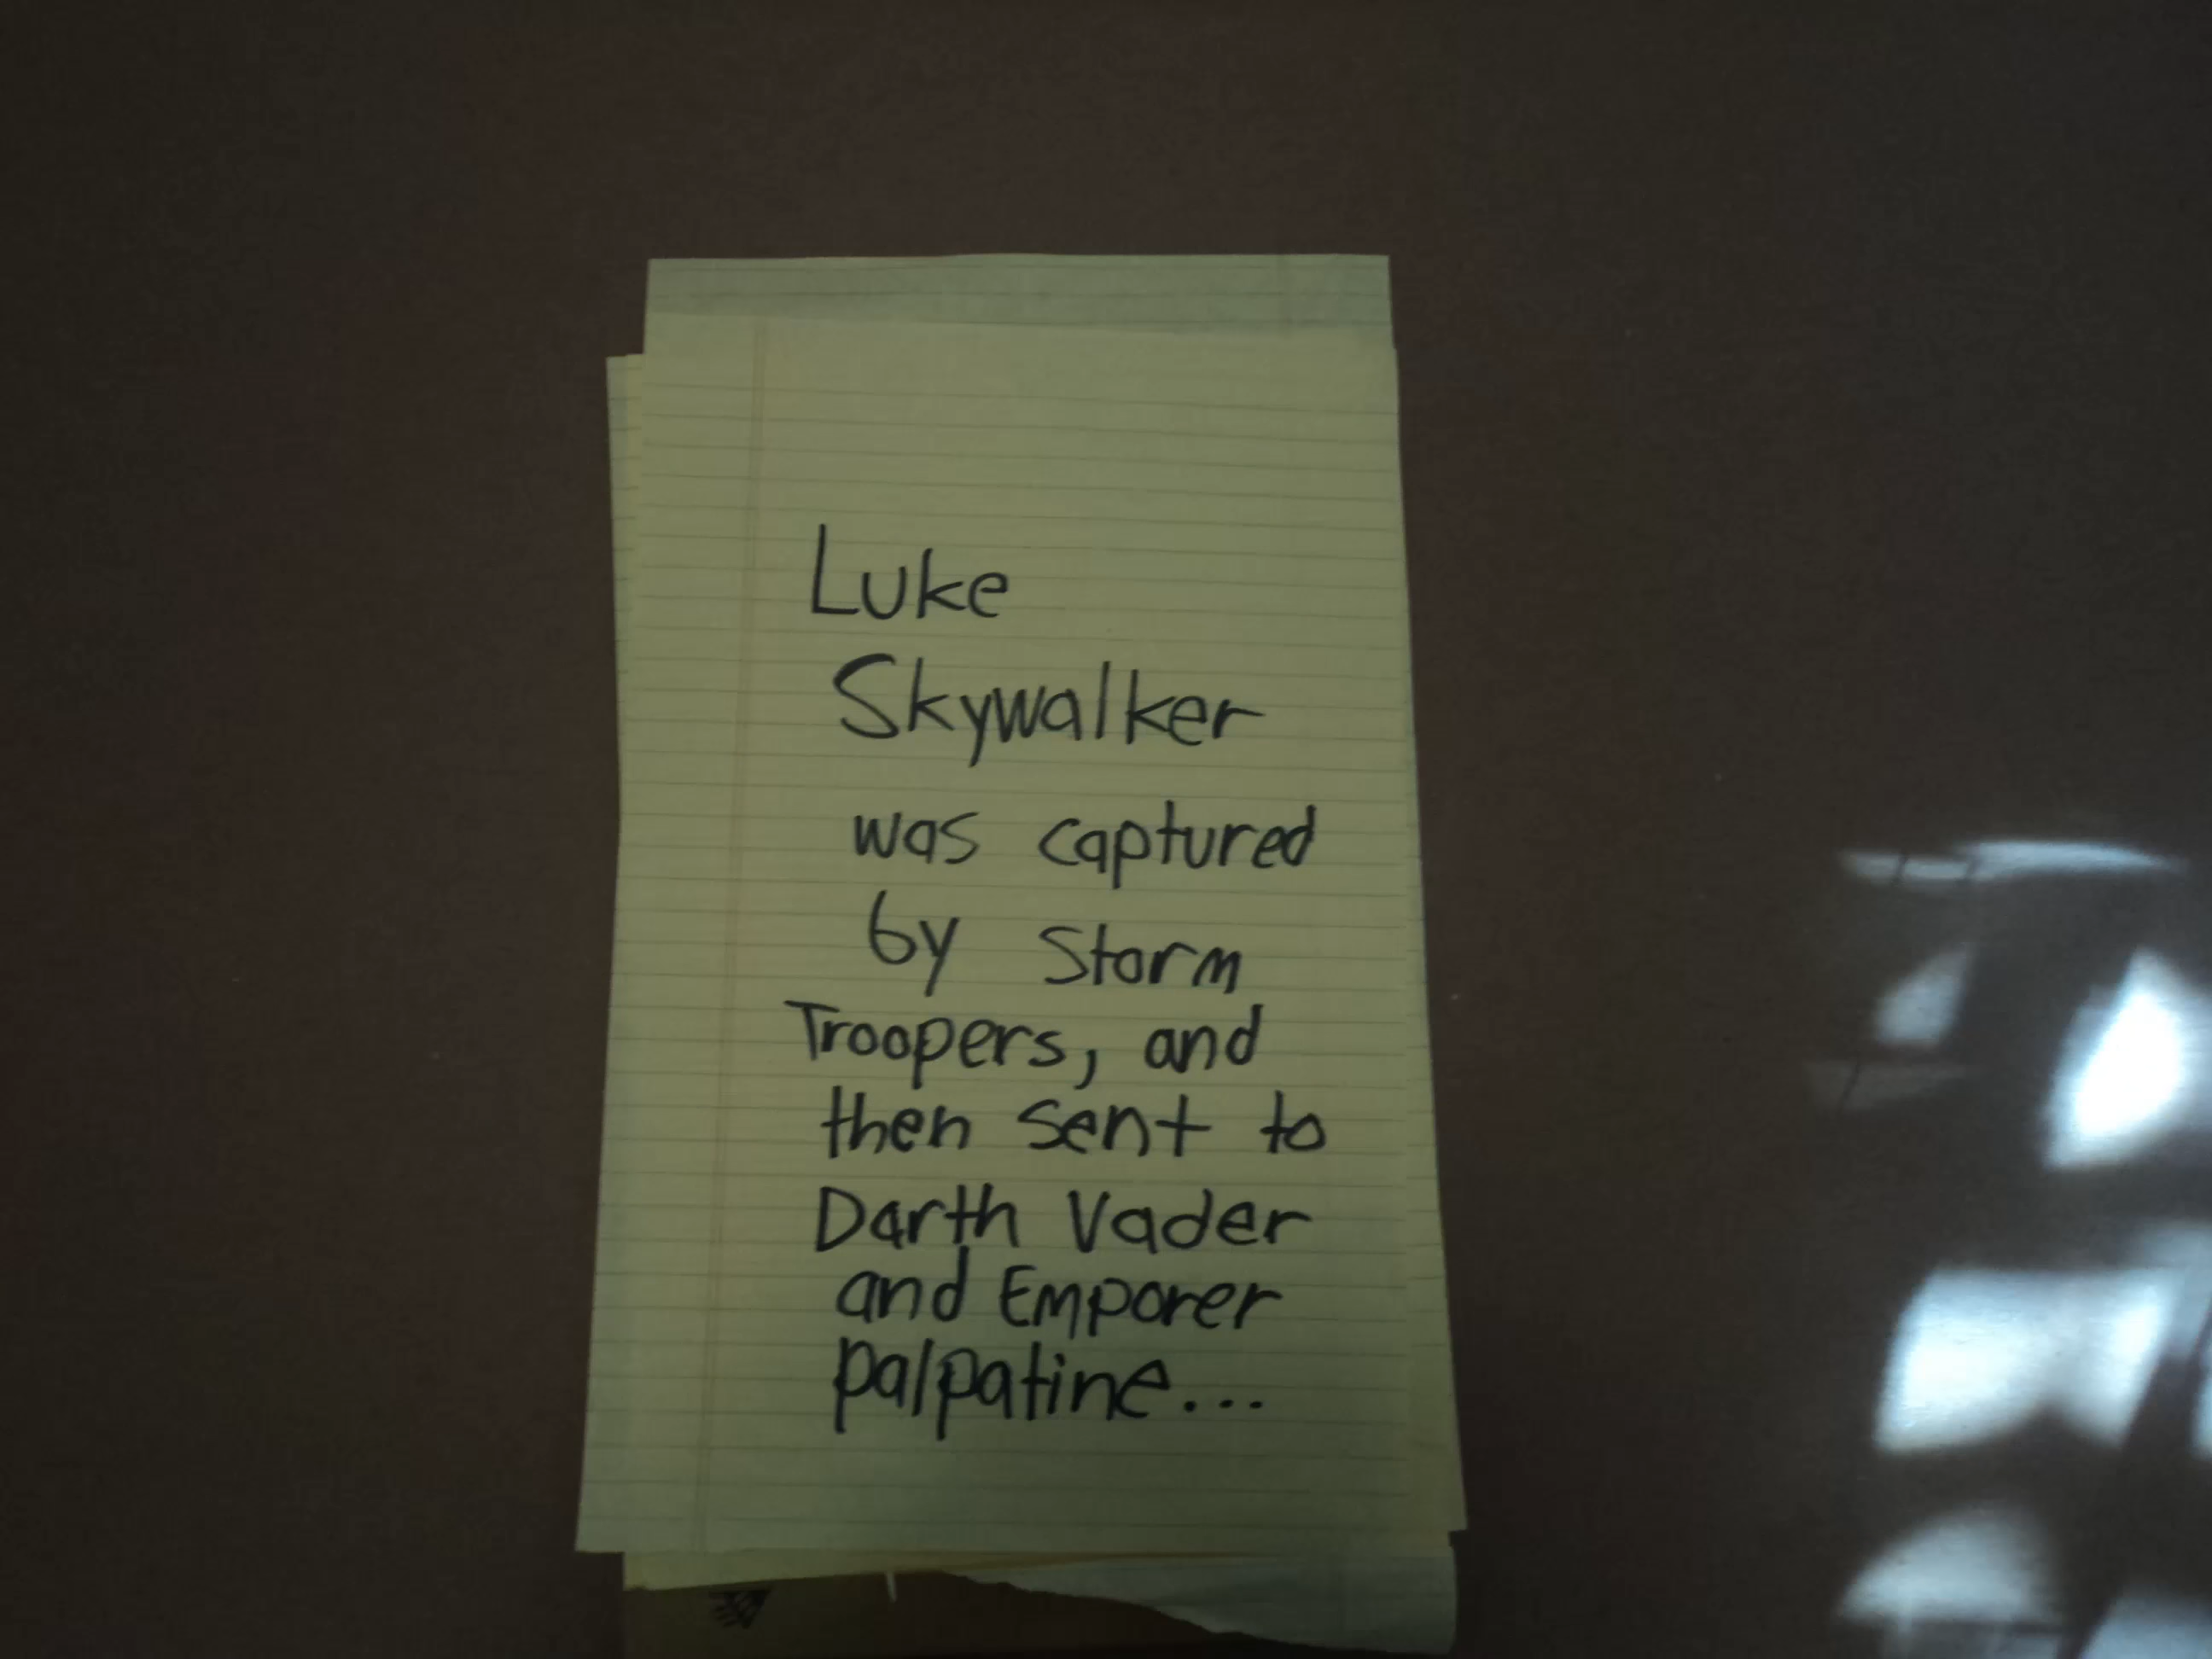 Luke
Skywalker
was captured
by Storm
Troopers, and
then sent to
Darth Vader
and Emporer
palpatine...